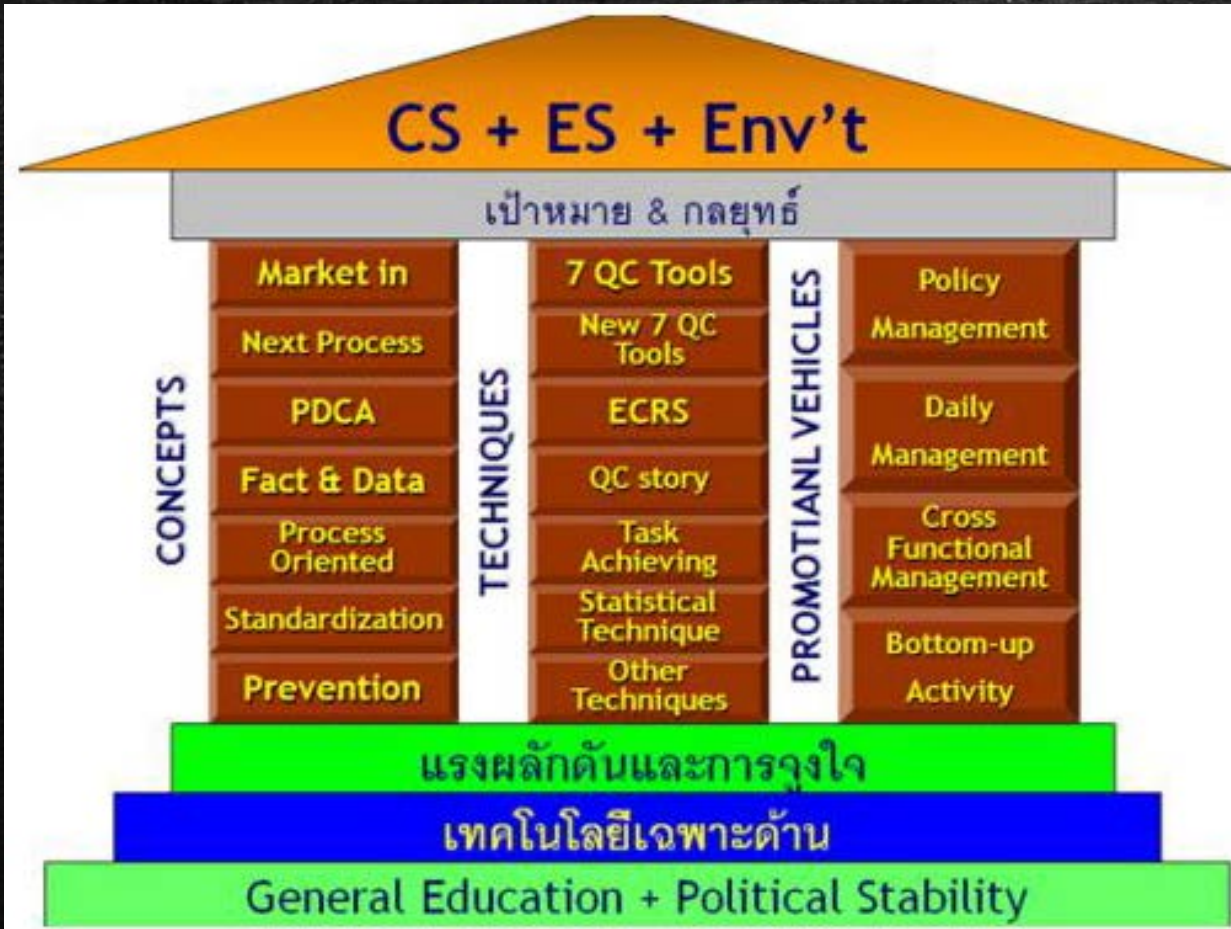 CS + ES + Env't
เป้าหมาย & กลยุทธ์
CONCEPTS
Market in
Next Process
PDCA
Fact & Data
Process
Oriented
Standardization
Prevention
TECHNIQUES
7 QC Tools
New 7 QC
Tools
ECRS
QC story
Task
Achieving
Statistical
Technique
Other
Techniques
PROMOTIANL VEHICLES
Policy
Management
Daily
Management
Cross
Functional
Management
Bottom-up
Activity
แรงผลักดันและการจูงใจ
เทคโนโลยีเฉพาะด้าน
General Education + Political Stability